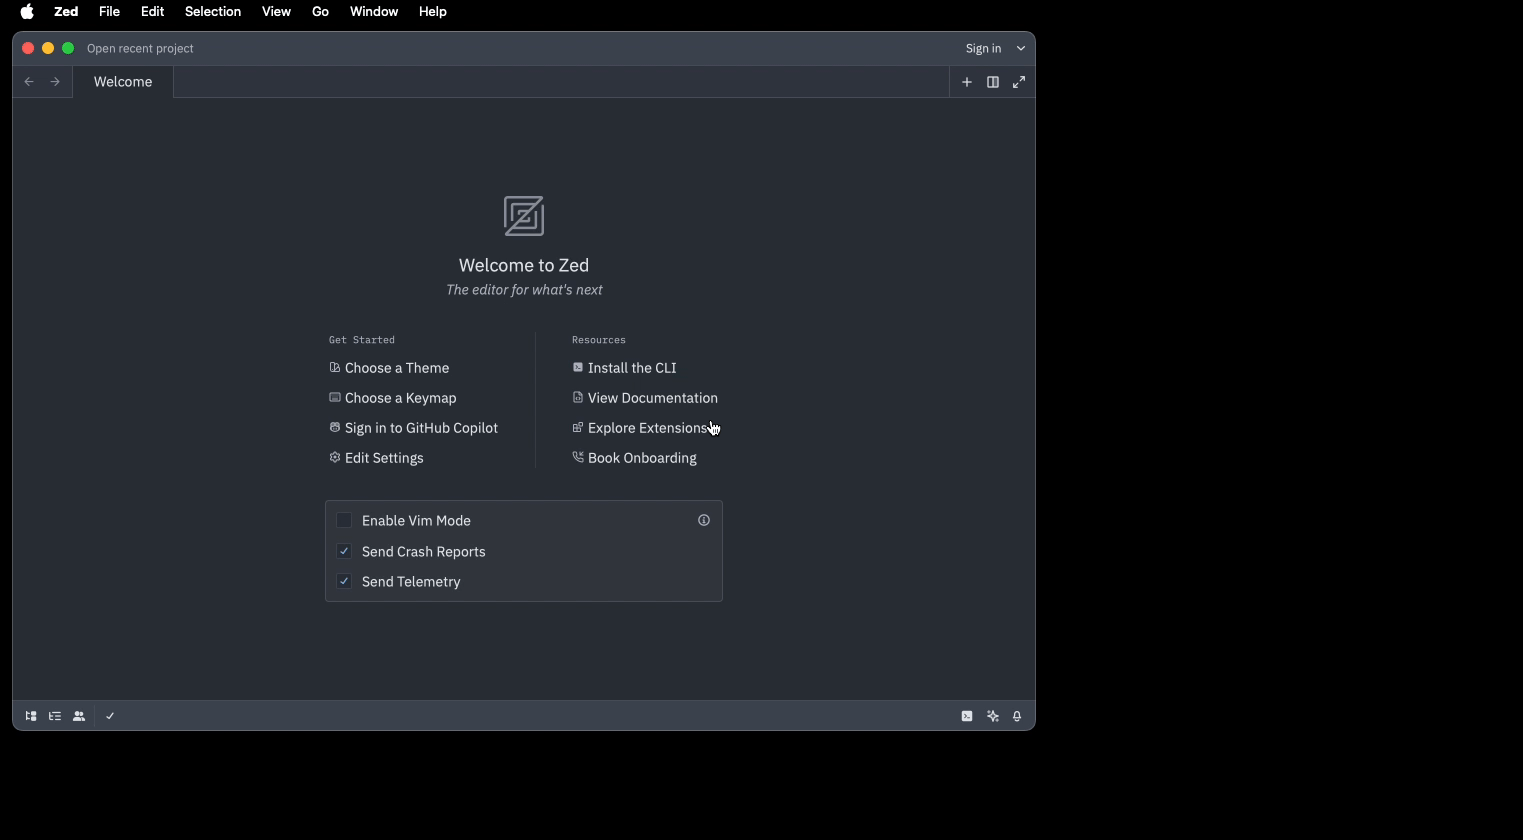 Zed File Edit Selection View Go Window Help
Open recent project Sign in
Welcome
Welcome to Zed
The editor for what's next
Get Started
Choose a Theme
Choose a Keymap
Sign in to GitHub Copilot
Edit Settings
Resources
Install the CLI
View Documentation
Explore Extensions
Book Onboarding
Enable Vim Mode
Send Crash Reports
Send Telemetry